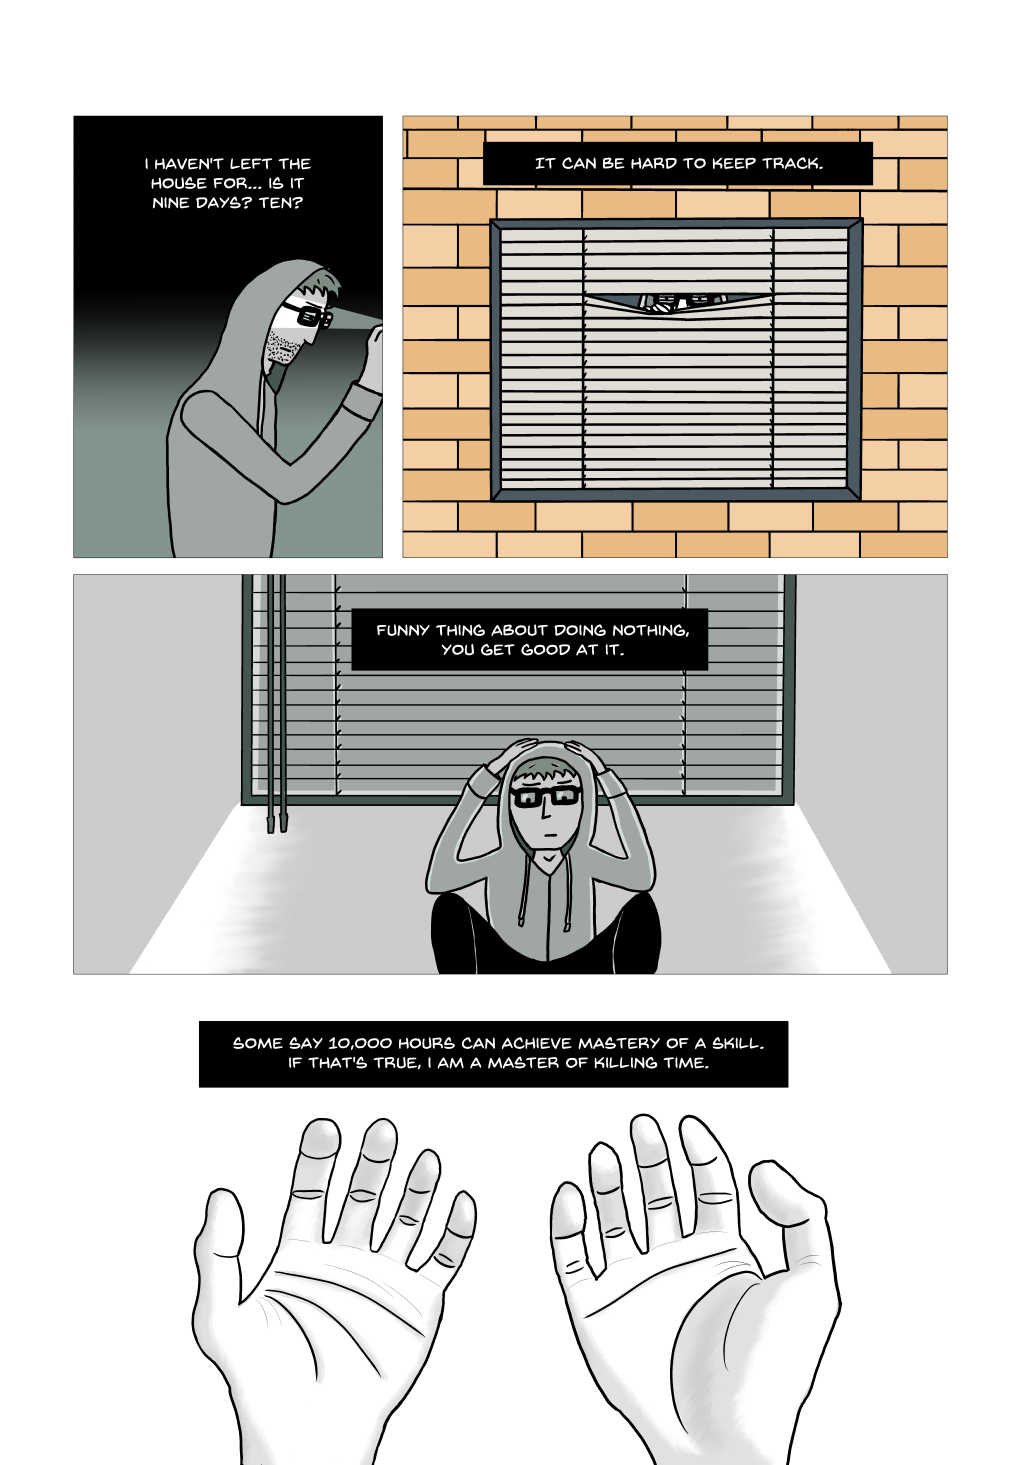 I HAVEN'T LEFT THE
HOUSE FOR... IS IT
NINE DAYS? TEN?
IT CAN BE HARD TO KEEP TRACK.
FUNNY THING ABOUT DOING NOTHING,
YOU GET GOOD AT IT.
SOME SAY 10,000 HOURS CAN ACHIEVE MASTERY OF A SKILL.
IF THAT'S TRUE, I AM A MASTER OF KILLING TIME.